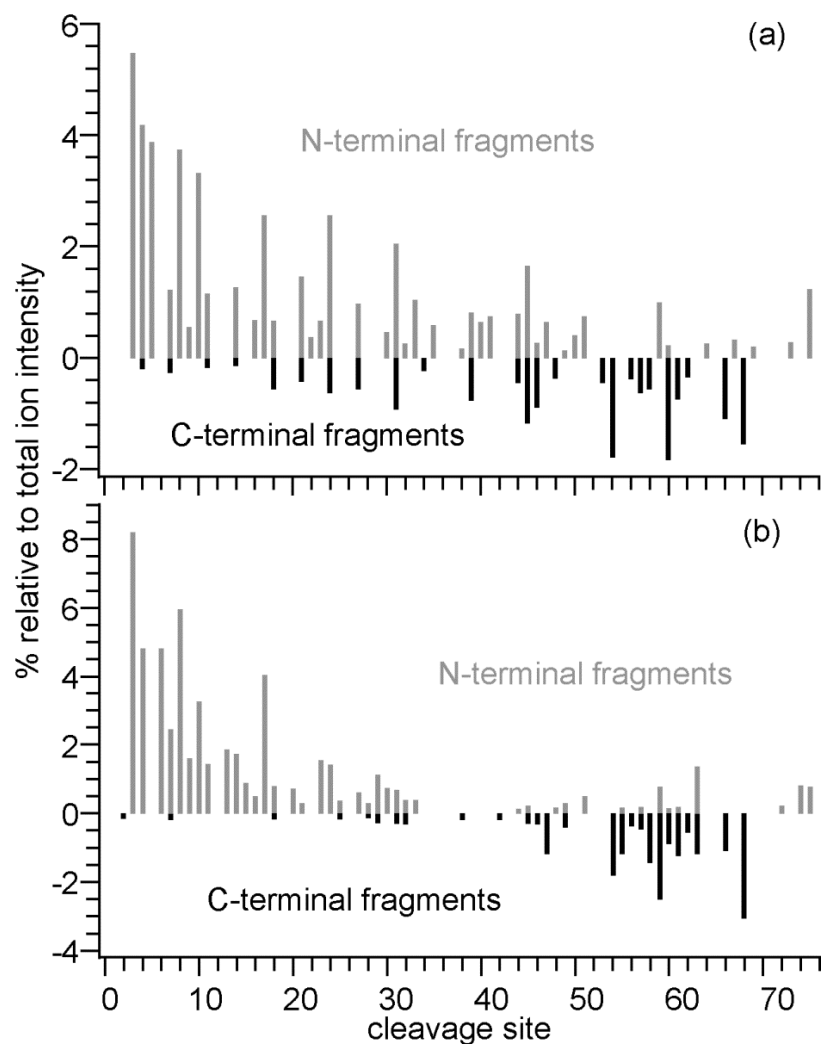 (a)
6
4
2
0
-2
N-terminal fragments
C-terminal fragments
% relative to total ion intensity
(b)
8
6
4
2
0
-2
-4
N-terminal fragments
C-terminal fragments
0 10 20 30 40 50 60 70
cleavage site